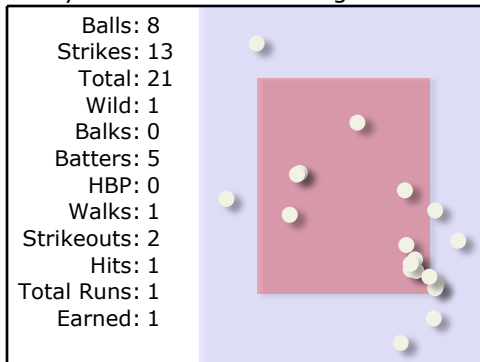 Balls: 8
Strikes: 13
Total: 21
Wild: 1
Balks: 0
Batters: 5
HBP: 0
Walks: 1
Strikeouts: 2
Hits: 1
Total Runs: 1
Earned: 1